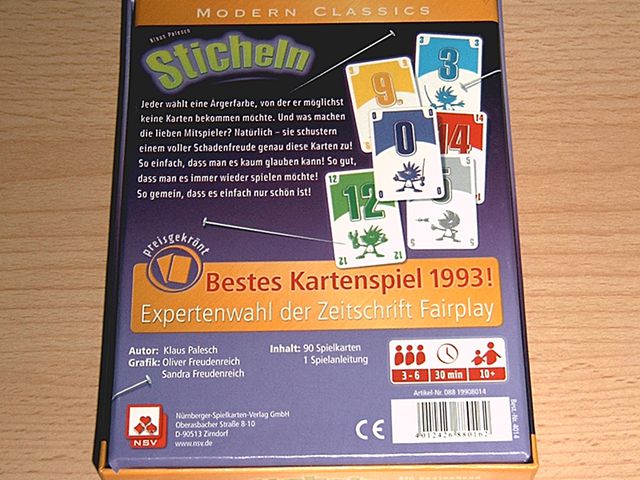 MODERN CLASSICS
Klaus Palesch
Sticheln
Jeder wählt eine Ärgerfarbe, von der er möglichst
keine Karten bekommen möchte. Und was machen
die lieben Mitspieler? Natürlich – sie schustern
einem voller Schadenfreude genau diese Karten zu!
So einfach, dass man es kaum glauben kann! So gut,
dass man es immer wieder spielen möchte!
So gemein, dass es einfach nur schön ist!
9
3
0
14
12
5
preisgekrönt
Bestes Kartenspiel 1993!
Expertenwahl der Zeitschrift Fairplay
Autor: Klaus Palesch
Grafik: Oliver Freudenreich
Sandra Freudenreich
Inhalt: 90 Spielkarten
1 Spielanleitung
3 - 6
30 min
10+
Artikel-Nr. 088 19908014
NSV
Nürnberger-Spielkarten-Verlag GmbH
Oberasbacher Straße 8-10
D-90513 Zirndorf
www.nsv.de
CE
4012426880162
Best.-Nr. 4014